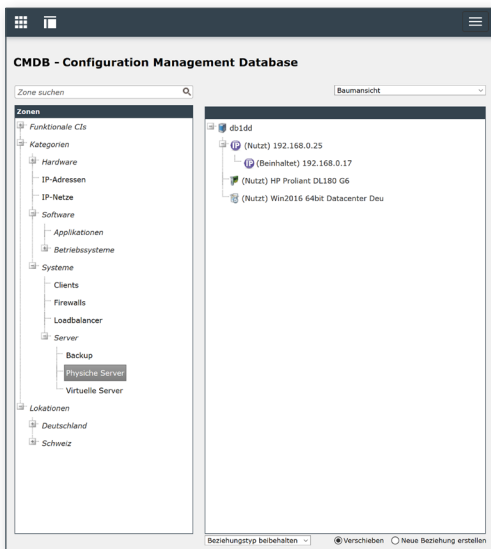 CMDB - Configuration Management Database
Zone suchen
Baumansicht
Zonen
Funktionale CIs
Kategorien
Hardware
IP-Adressen
IP-Netze
Software
Applikationen
Betriebssysteme
Systeme
Clients
Firewalls
Loadbalancer
Server
Backup
Physiche Server
Virtuelle Server
Lokationen
Deutschland
Schweiz
db1dd
IP (Nutzt) 192.168.0.25
IP (Beinhaltet) 192.168.0.17
(Nutzt) HP Proliant DL180 G6
(Nutzt) Win2016 64bit Datacenter Deu
Beziehungstyp beibehalten
Verschieben
Neue Beziehung erstellen